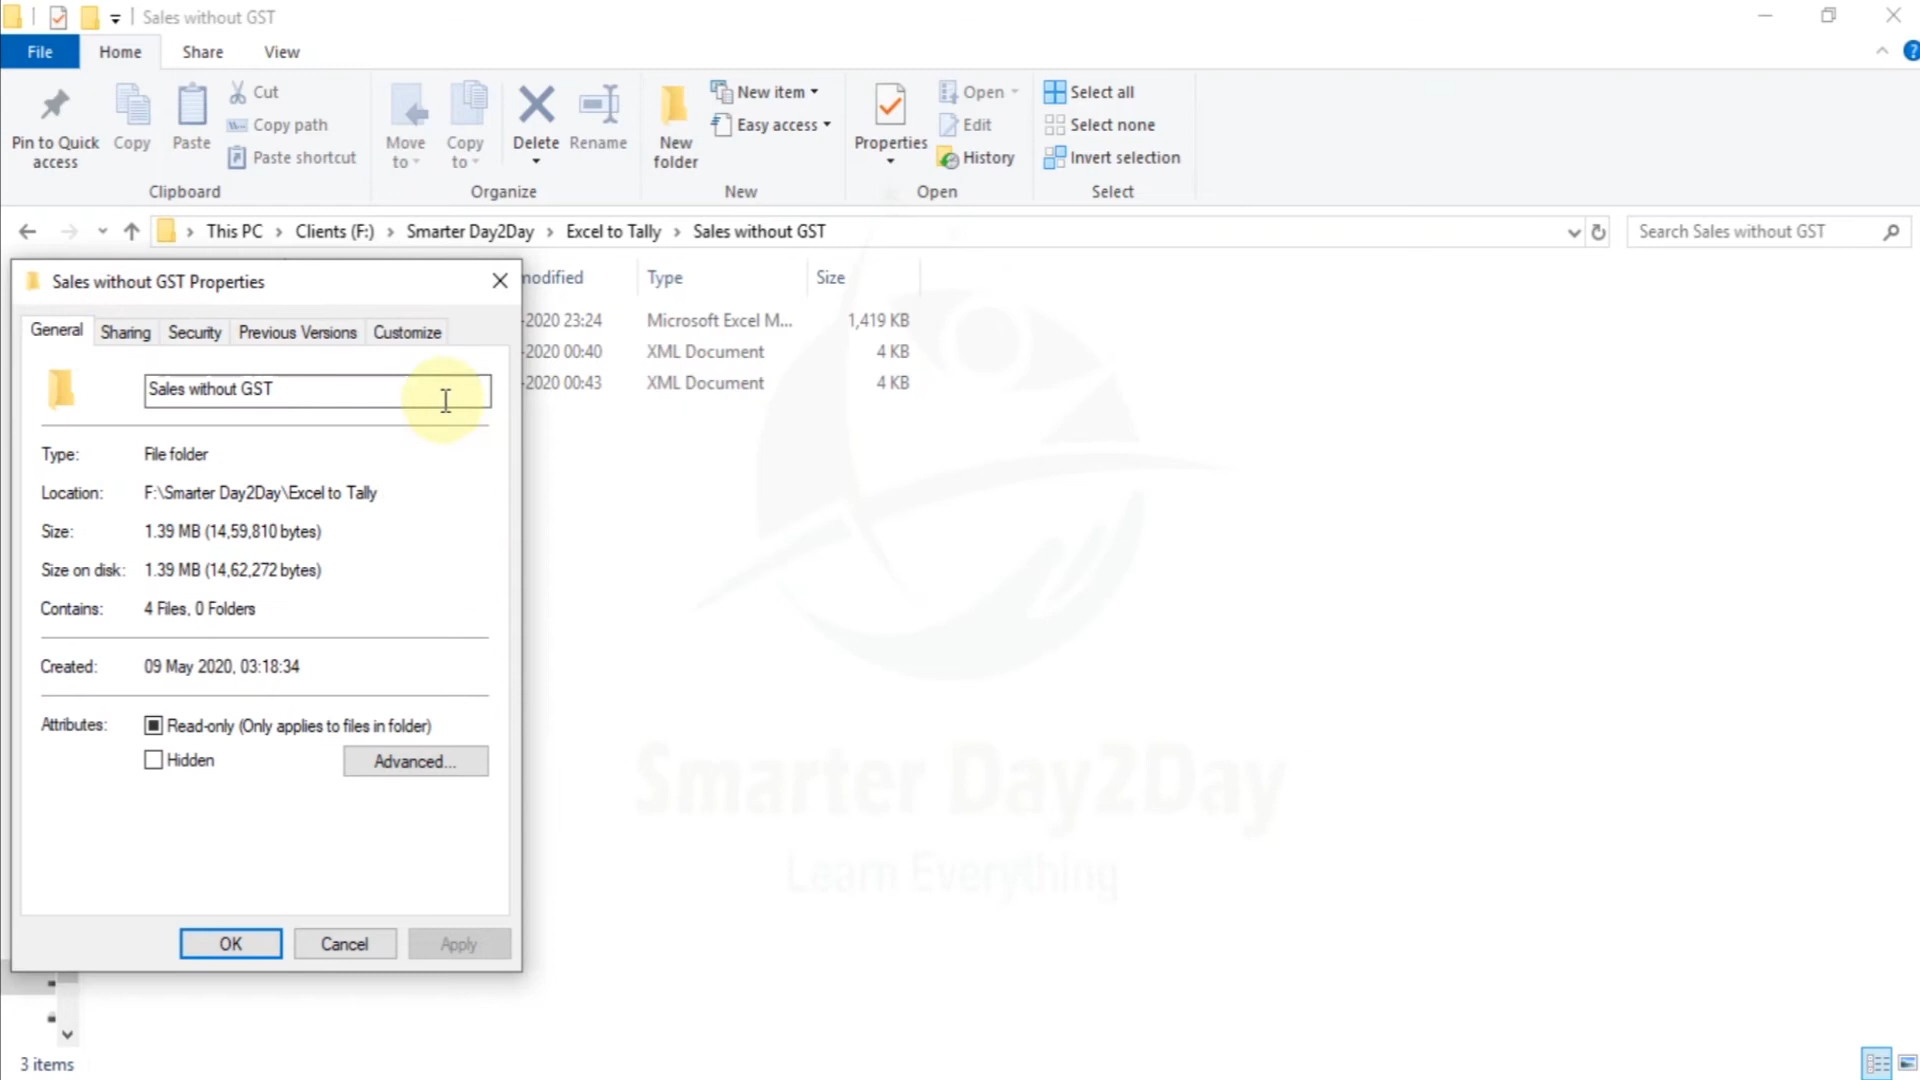 Sales without GST
File Home Share View
Pin to Quick access
Copy
Paste
Cut
Copy path
Paste shortcut
Clipboard
Move to
Copy to
Delete
Rename
Organize
New folder
New item
Easy access
New
Properties
Open
Edit
History
Open
Select all
Select none
Invert selection
Select
This PC > Clients (F:) > Smarter Day2Day > Excel to Tally > Sales without GST
Search Sales without GST
Sales without GST Properties
modified Type Size
General Sharing Security Previous Versions Customize
-2020 23:24 Microsoft Excel M... 1,419 KB
-2020 00:40 XML Document 4 KB
-2020 00:43 XML Document 4 KB
Sales without GST
Type: File folder
Location: F:\Smarter Day2Day\Excel to Tally
Size: 1.39 MB (14,59,810 bytes)
Size on disk: 1.39 MB (14,62,272 bytes)
Contains: 4 Files, 0 Folders
Created: 09 May 2020, 03:18:34
Attributes: Read-only (Only applies to files in folder)
Hidden Advanced...
Smarter Day2Day
Learn Everything
OK Cancel Apply
3 items